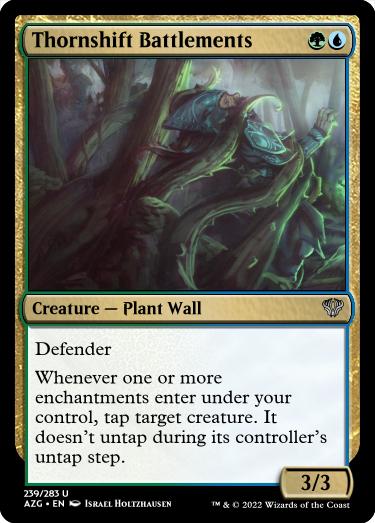 Thornshift Battlements
Creature — Plant Wall
Defender
Whenever one or more
enchantments enter under your
control, tap target creature. It
doesn't untap during its controller's
untap step.
3/3
239/283 U
AZG • EN Israel Holtzhausen
™ & © 2022 Wizards of the Coast